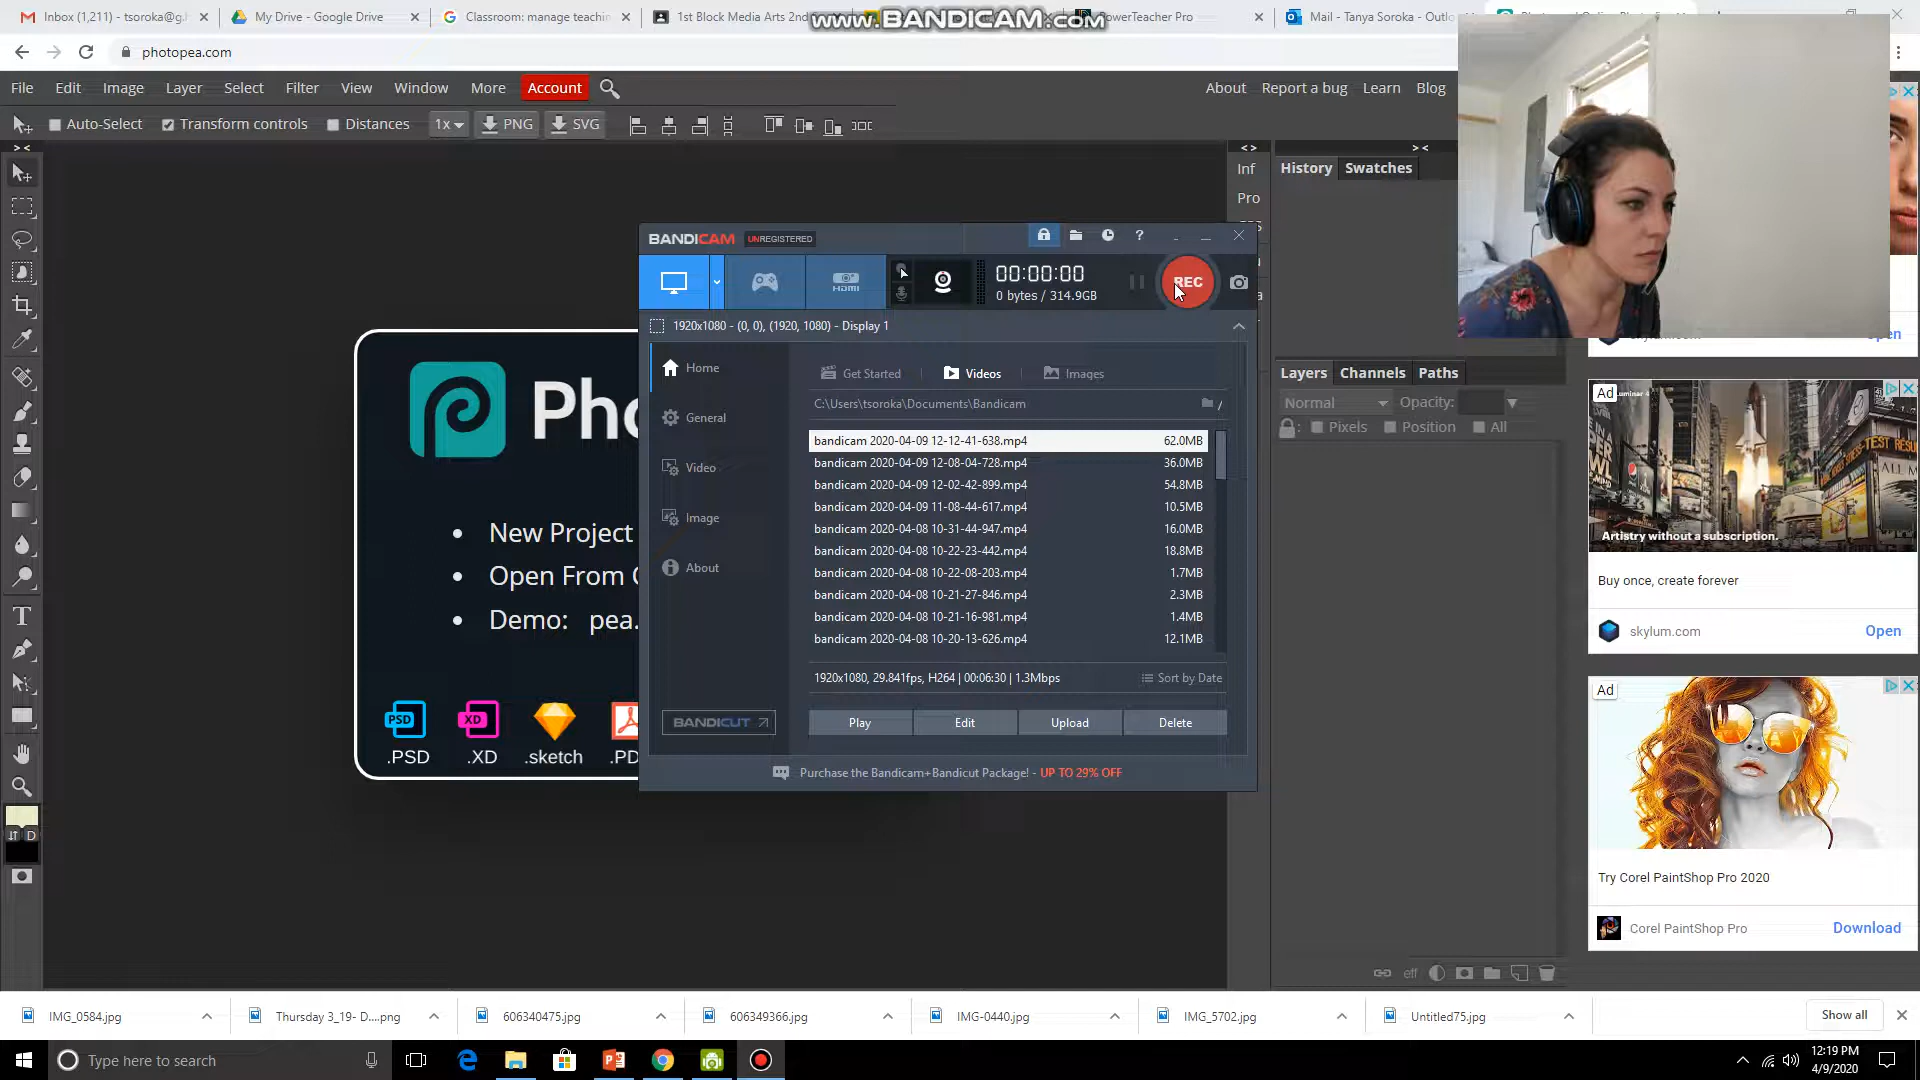 Inbox (1,211) - tsoroka@g.h
My Drive - Google Drive
Classroom: manage teachin
1st Block Media Arts 2nd
www.BANDICAM.com
PowerTeacher Pro
Mail - Tanya Soroka - Outlo
photopea.com
File Edit Image Layer Select Filter View Window More Account
About Report a bug Learn Blog
Auto-Select Transform controls Distances 1x PNG SVG
> <
< >
> <
Inf
Pro
History Swatches
BANDICAM UNREGISTERED
?
HDMI
00:00:00
0 bytes / 314.9GB
REC
1920x1080 - (0, 0), (1920, 1080) - Display 1
Home
General
Video
Image
About
Get Started Videos Images
C:\Users\tsoroka\Documents\Bandicam
bandicam 2020-04-09 12-12-41-638.mp4 62.0MB
bandicam 2020-04-09 12-08-04-728.mp4 36.0MB
bandicam 2020-04-09 12-02-42-899.mp4 54.8MB
bandicam 2020-04-09 11-08-44-617.mp4 10.5MB
bandicam 2020-04-08 10-31-44-947.mp4 16.0MB
bandicam 2020-04-08 10-22-23-442.mp4 18.8MB
bandicam 2020-04-08 10-22-08-203.mp4 1.7MB
bandicam 2020-04-08 10-21-27-846.mp4 2.3MB
bandicam 2020-04-08 10-21-16-981.mp4 1.4MB
bandicam 2020-04-08 10-20-13-626.mp4 12.1MB
1920x1080, 29.841fps, H264 | 00:06:30 | 1.3Mbps Sort by Date
BANDICUT
Play Edit Upload Delete
Purchase the Bandicam+Bandicut Package! - UP TO 29% OFF
Pho
New Project
Open From
Demo: pea.
PSD
XD
.PSD .XD .sketch .PD
Layers Channels Paths
Normal Opacity:
Pixels Position All
eff
T
D
Ad
Artistry without a subscription.
Buy once, create forever
skylum.com Open
Ad
Try Corel PaintShop Pro 2020
Corel PaintShop Pro Download
IMG_0584.jpg
Thursday 3_19- D....png
606340475.jpg
606349366.jpg
IMG-0440.jpg
IMG_5702.jpg
Untitled75.jpg
Show all
Type here to search
12:19 PM
4/9/2020